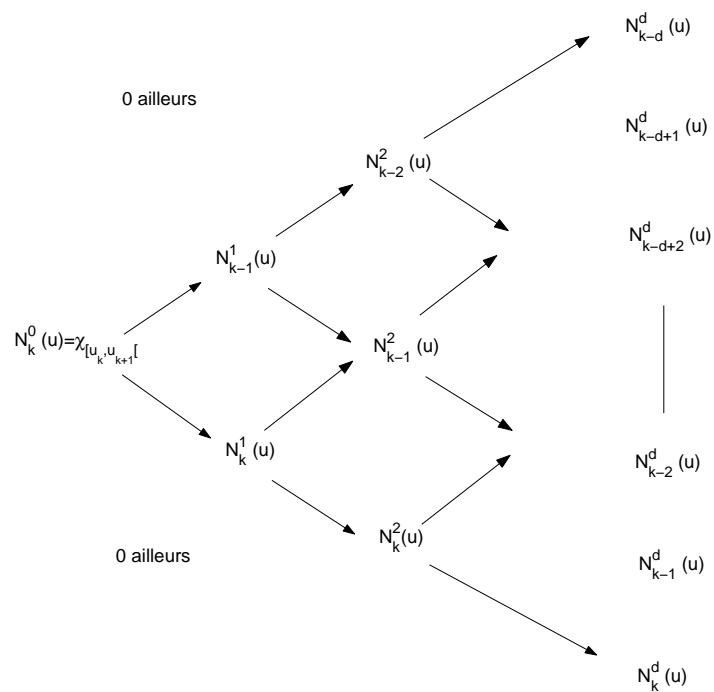 N^d_{k−d}(u)
0 ailleurs
N^d_{k−d+1}(u)
N^2_{k−2}(u)
N^d_{k−d+2}(u)
N^1_{k−1}(u)
N^0_k(u)=χ_{[u_k,u_{k+1}[}
N^2_{k−1}(u)
N^1_k(u)
N^d_{k−2}(u)
N^2_k(u)
0 ailleurs
N^d_{k−1}(u)
N^d_k(u)